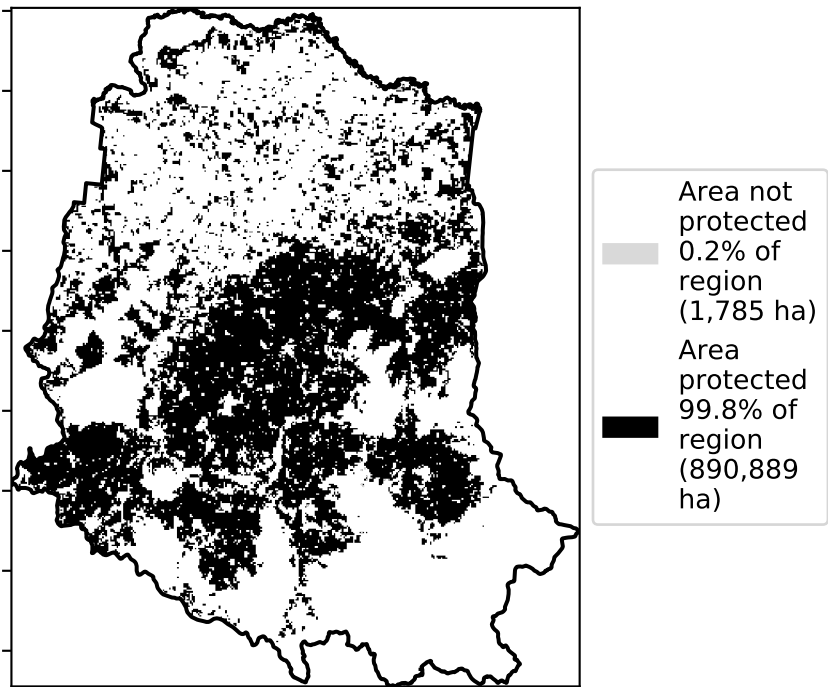 Area not
protected
0.2% of
region
(1,785 ha)
Area
protected
99.8% of
region
(890,889
ha)